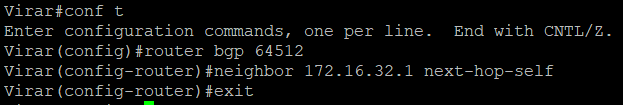 Virar#conf t
Enter configuration commands, one per line.  End with CNTL/Z.
Virar(config)#router bgp 64512
Virar(config-router)#neighbor 172.16.32.1 next-hop-self
Virar(config-router)#exit